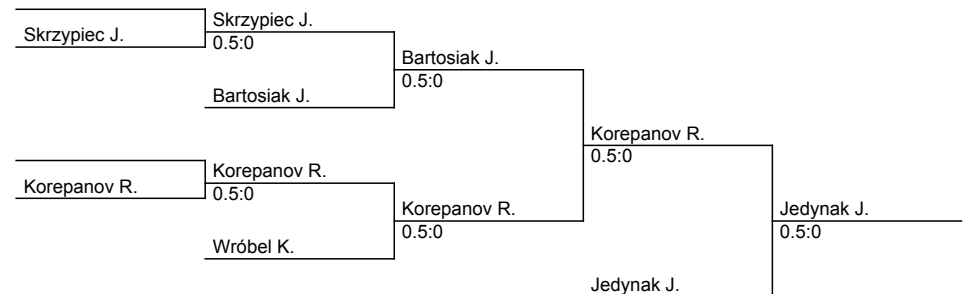 Skrzypiec J.
Skrzypiec J.
0.5:0
Bartosiak J.
Bartosiak J.
0.5:0
Korepanov R.
0.5:0
Korepanov R.
Korepanov R.
0.5:0
Korepanov R.
0.5:0
Wróbel K.
Jedynak J.
0.5:0
Jedynak J.